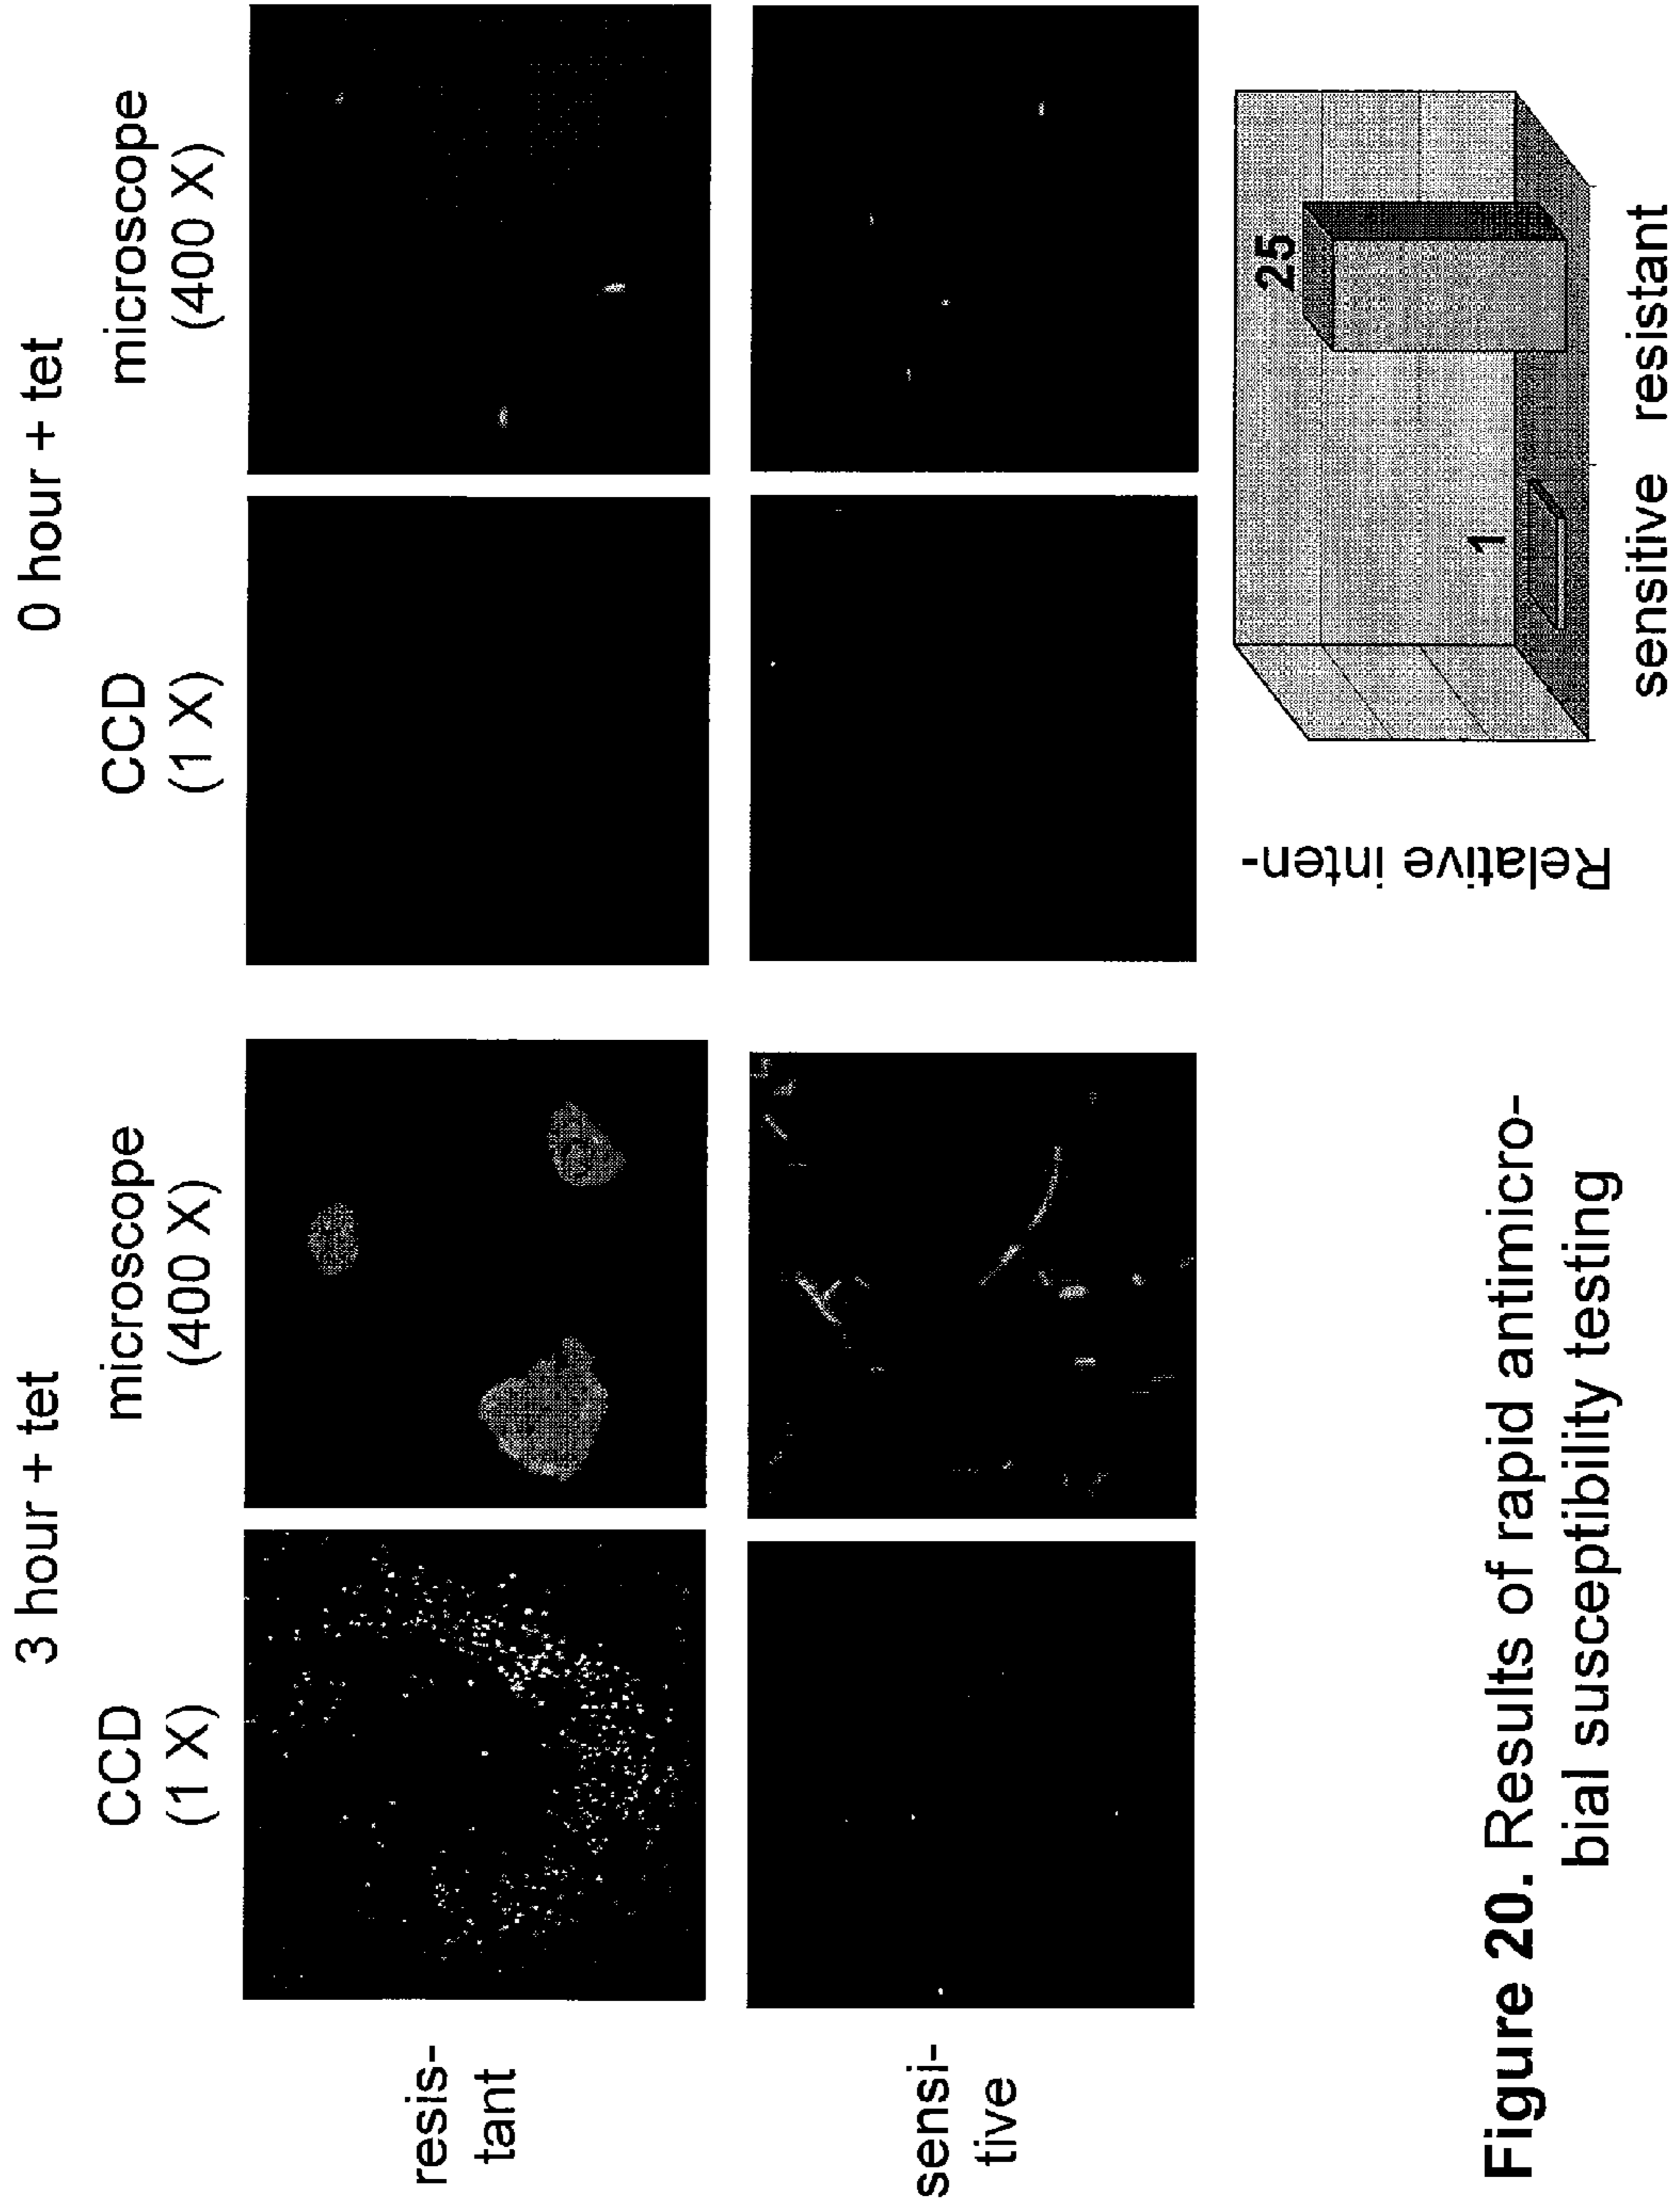 3 hour + tet
0 hour + tet
CCD
(1 X)
microscope
(400 X)
CCD
(1 X)
microscope
(400 X)
resis-
tant
sensi-
tive
Relative inten-
1
25
sensitive
resistant
Figure 20. Results of rapid antimicro-
bial susceptibility testing